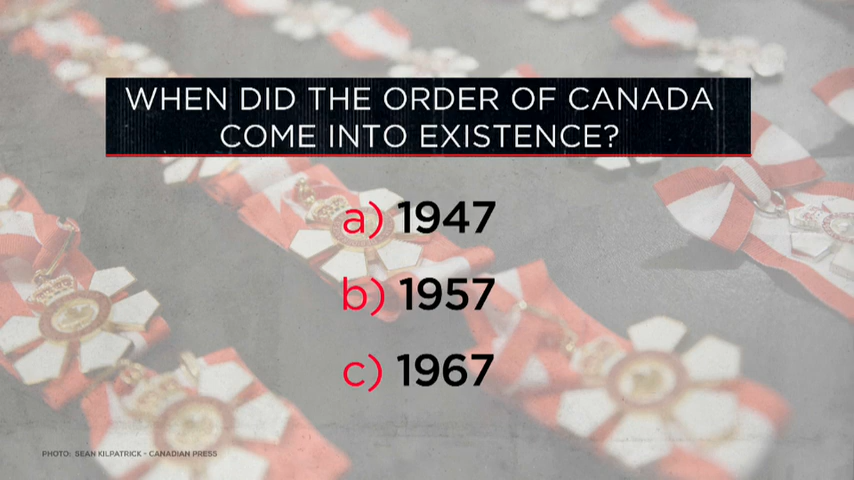 WHEN DID THE ORDER OF CANADA
COME INTO EXISTENCE?
a) 1947
b) 1957
c) 1967
PHOTO: SEAN KILPATRICK - CANADIAN PRESS